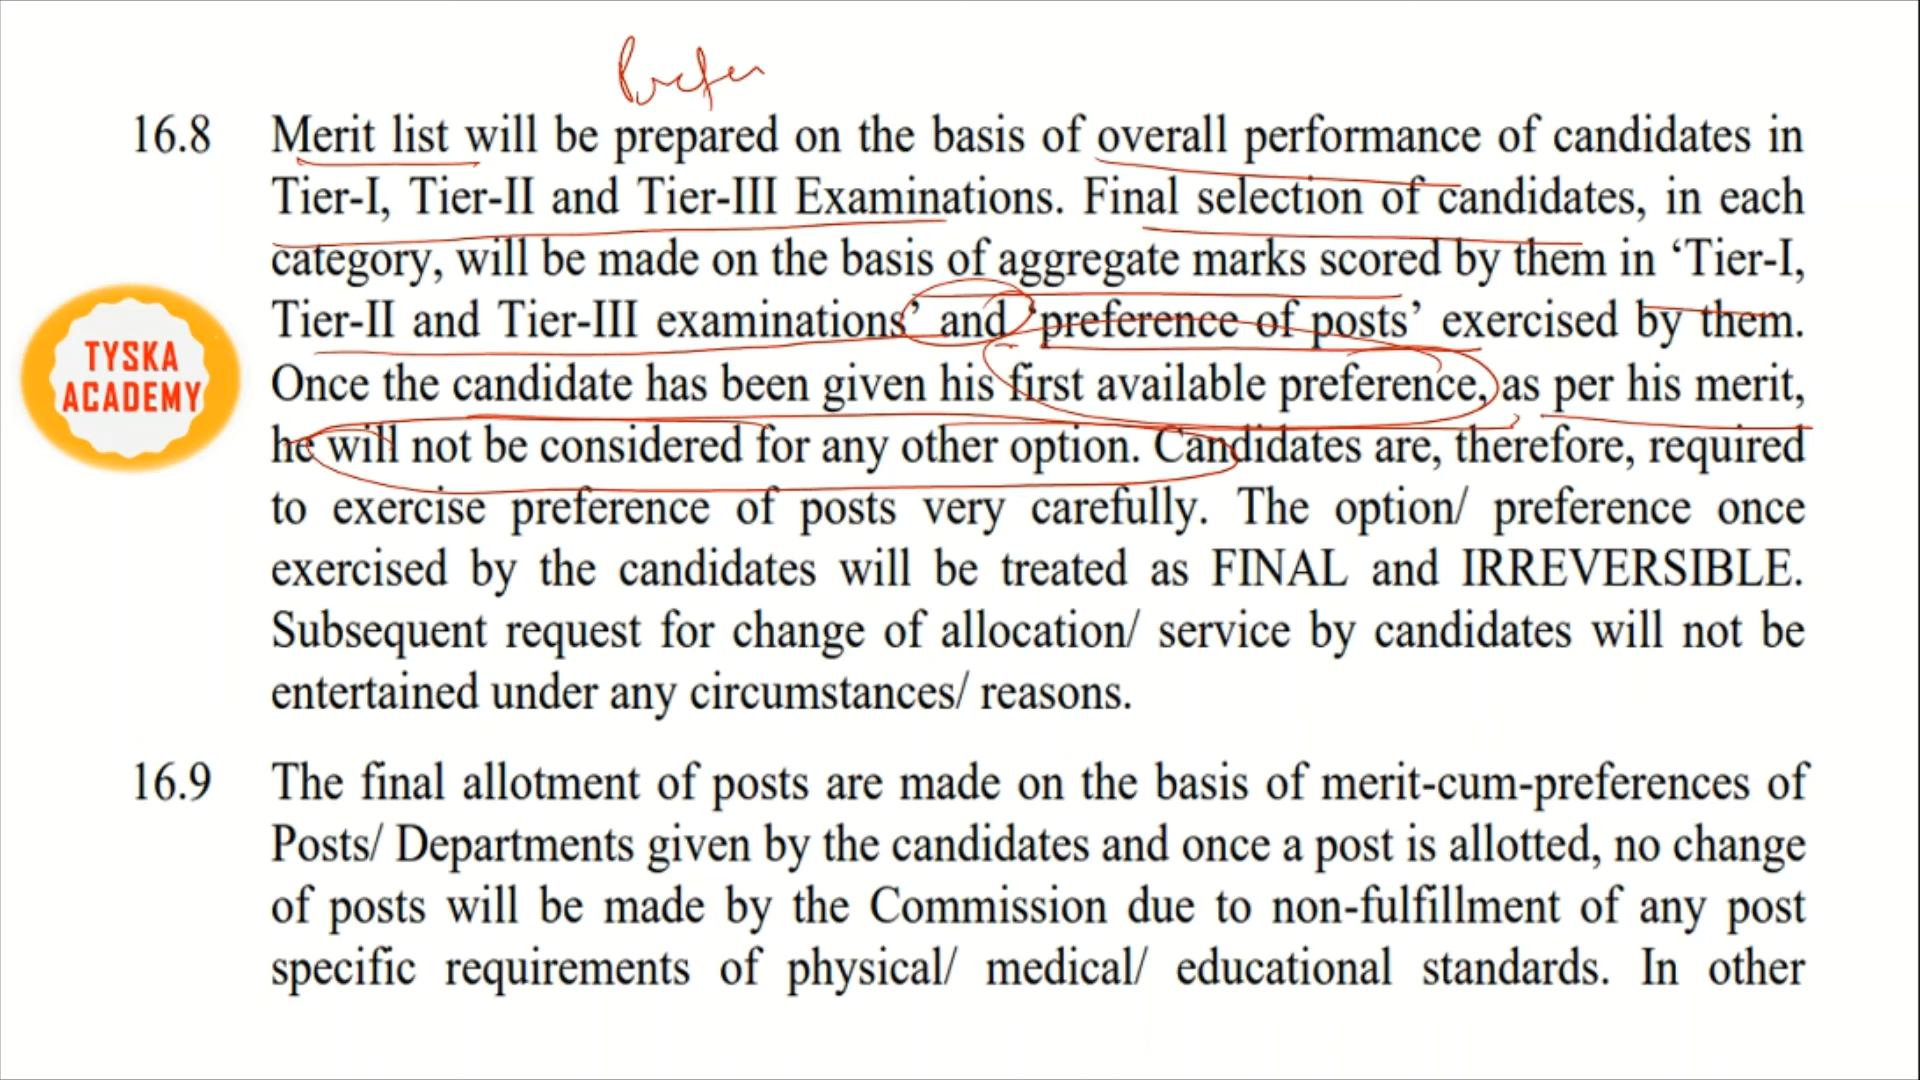 Prefer
16.8 Merit list will be prepared on the basis of overall performance of candidates in
Tier-I, Tier-II and Tier-III Examinations. Final selection of candidates, in each
category, will be made on the basis of aggregate marks scored by them in ‘Tier-I,
Tier-II and Tier-III examinations’ and ‘preference of posts’ exercised by them.
Once the candidate has been given his first available preference, as per his merit,
he will not be considered for any other option. Candidates are, therefore, required
to exercise preference of posts very carefully. The option/ preference once
exercised by the candidates will be treated as FINAL and IRREVERSIBLE.
Subsequent request for change of allocation/ service by candidates will not be
entertained under any circumstances/ reasons.
TYSKA
ACADEMY
16.9 The final allotment of posts are made on the basis of merit-cum-preferences of
Posts/ Departments given by the candidates and once a post is allotted, no change
of posts will be made by the Commission due to non-fulfillment of any post
specific requirements of physical/ medical/ educational standards. In other